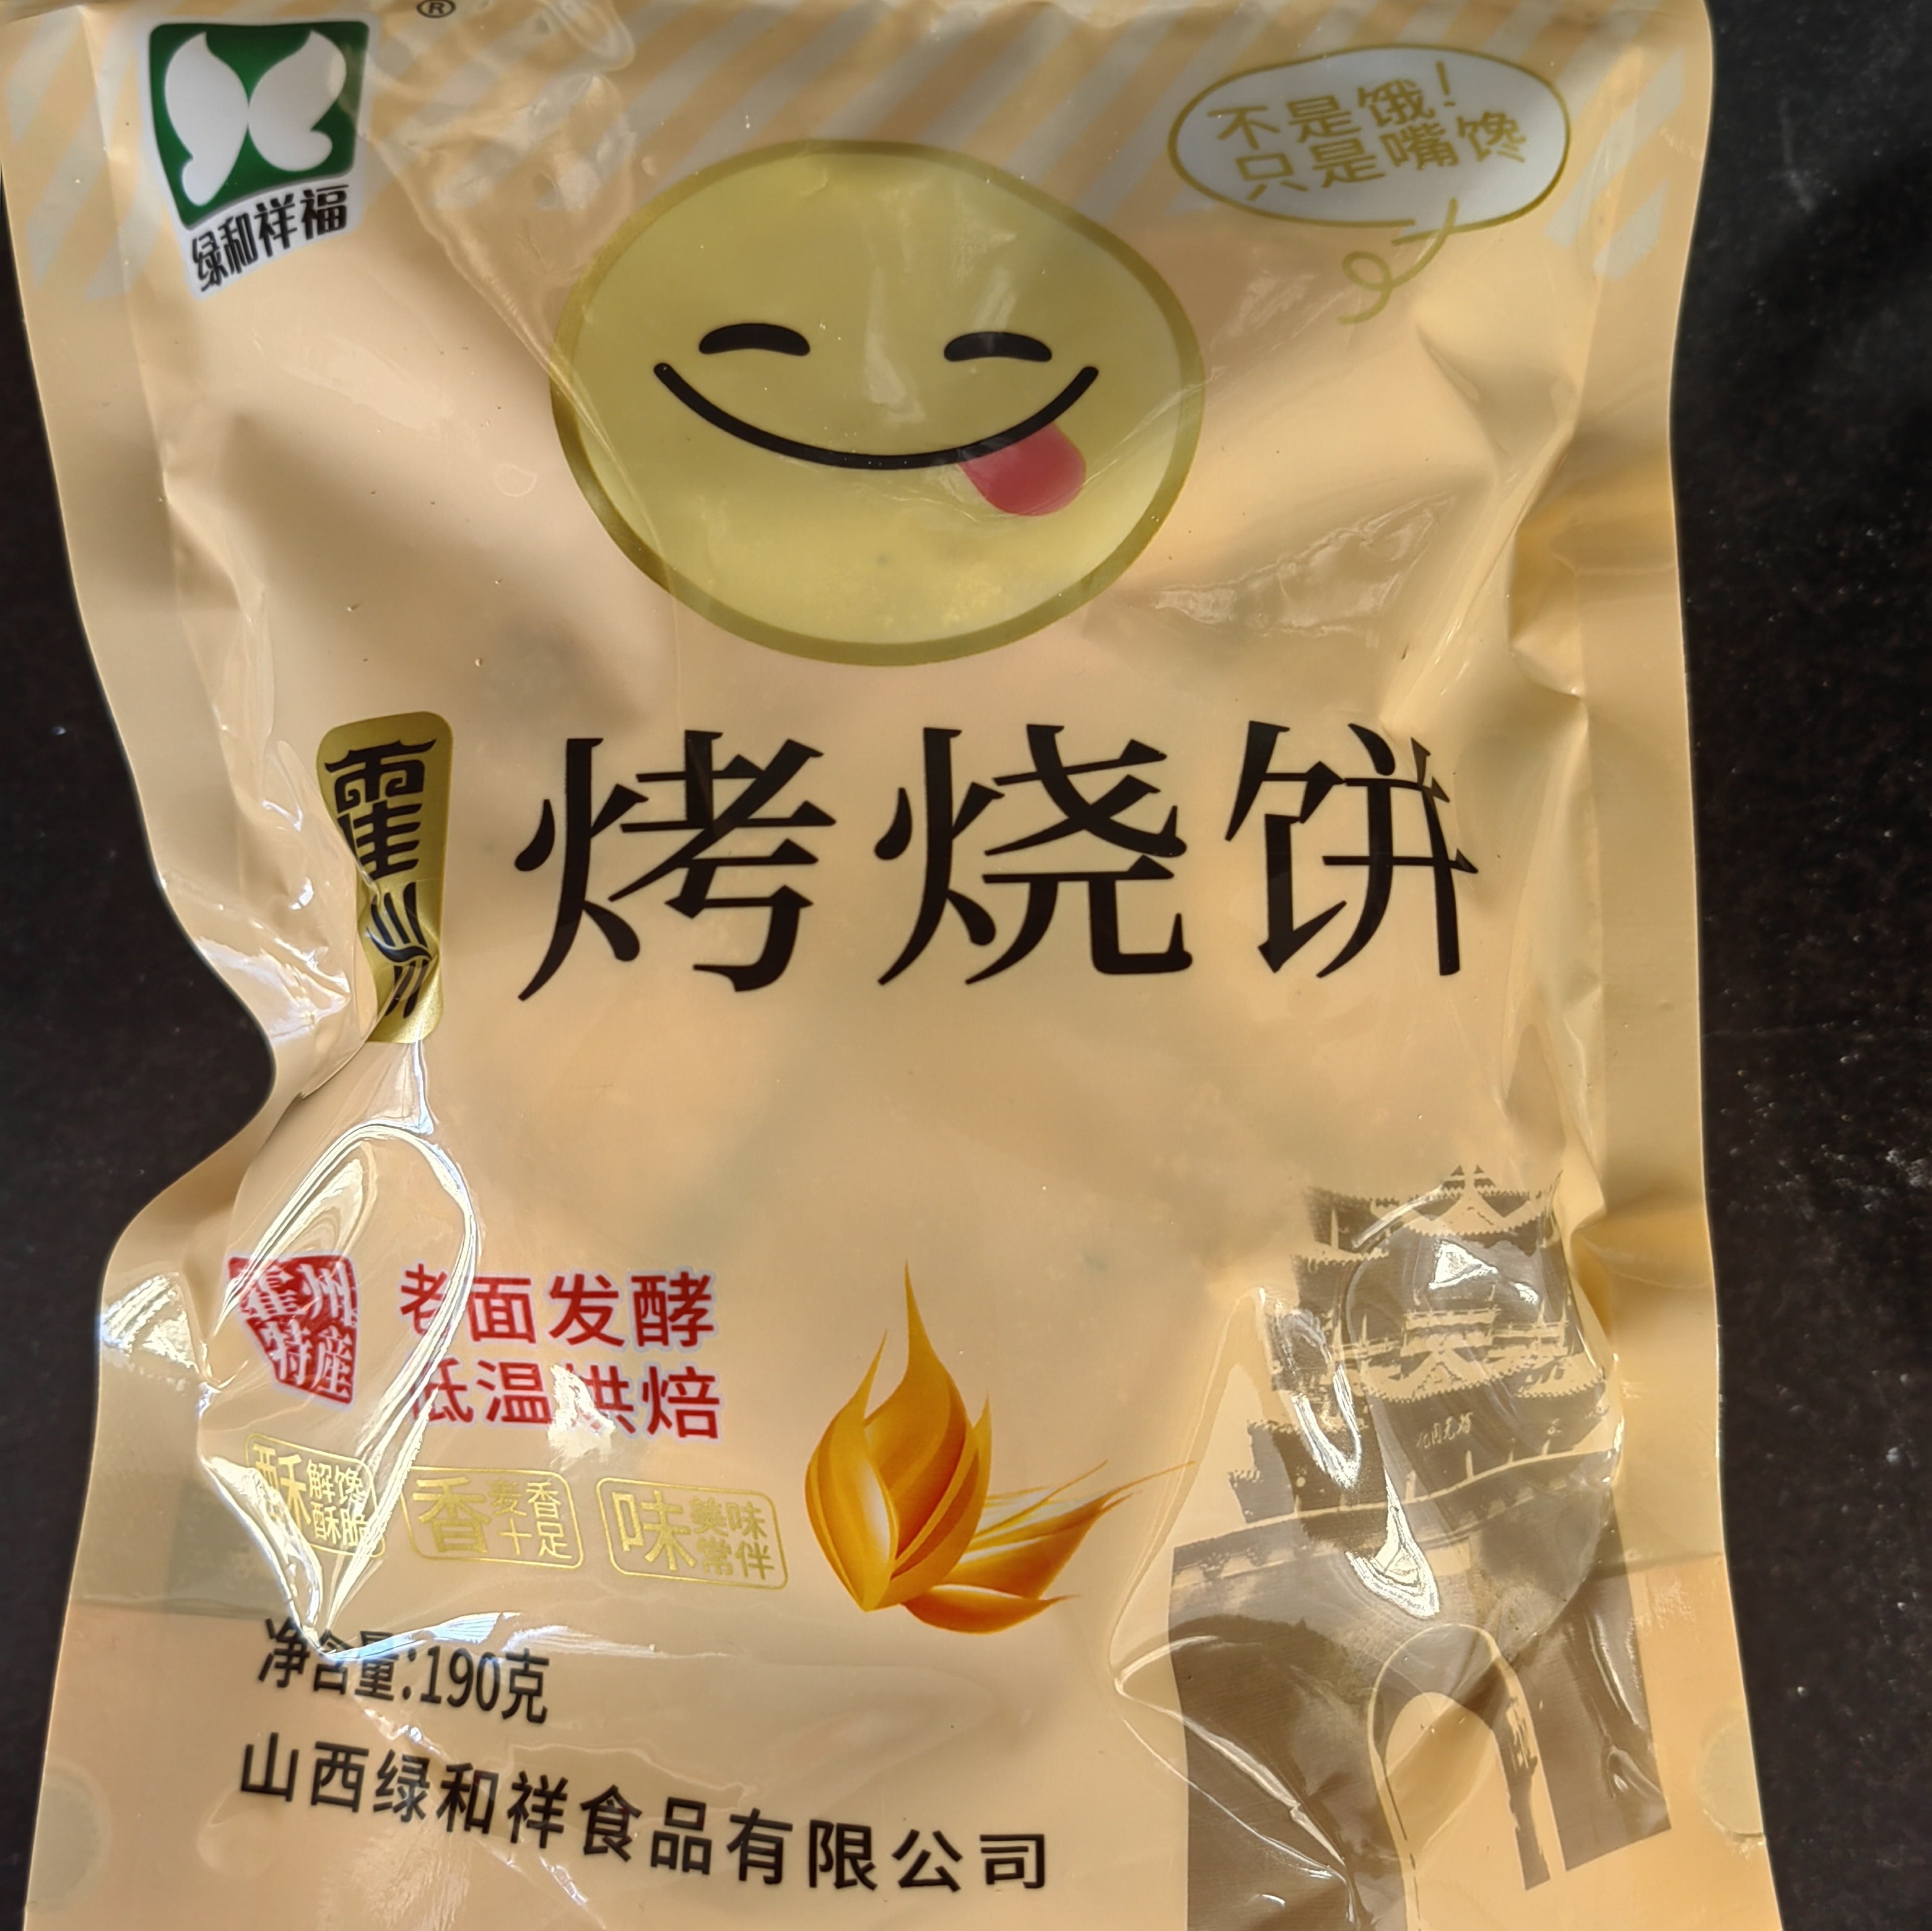 ®
绿和祥福
不是饿！
只是嘴馋
霍州
烤烧饼
霍州
特産
老面发酵
低温烘焙
酥 解馋
酥脆
香 麦香
十足
味 美味
常伴
净含量:190克
山西绿和祥食品有限公司